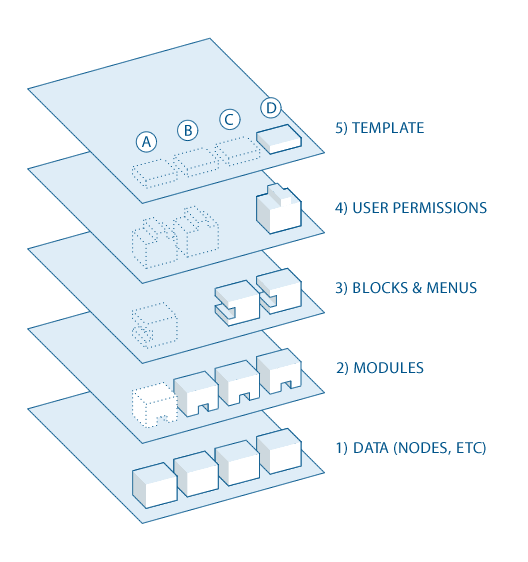 A B C D
5) TEMPLATE
4) USER PERMISSIONS
3) BLOCKS & MENUS
2) MODULES
1) DATA (NODES, ETC)